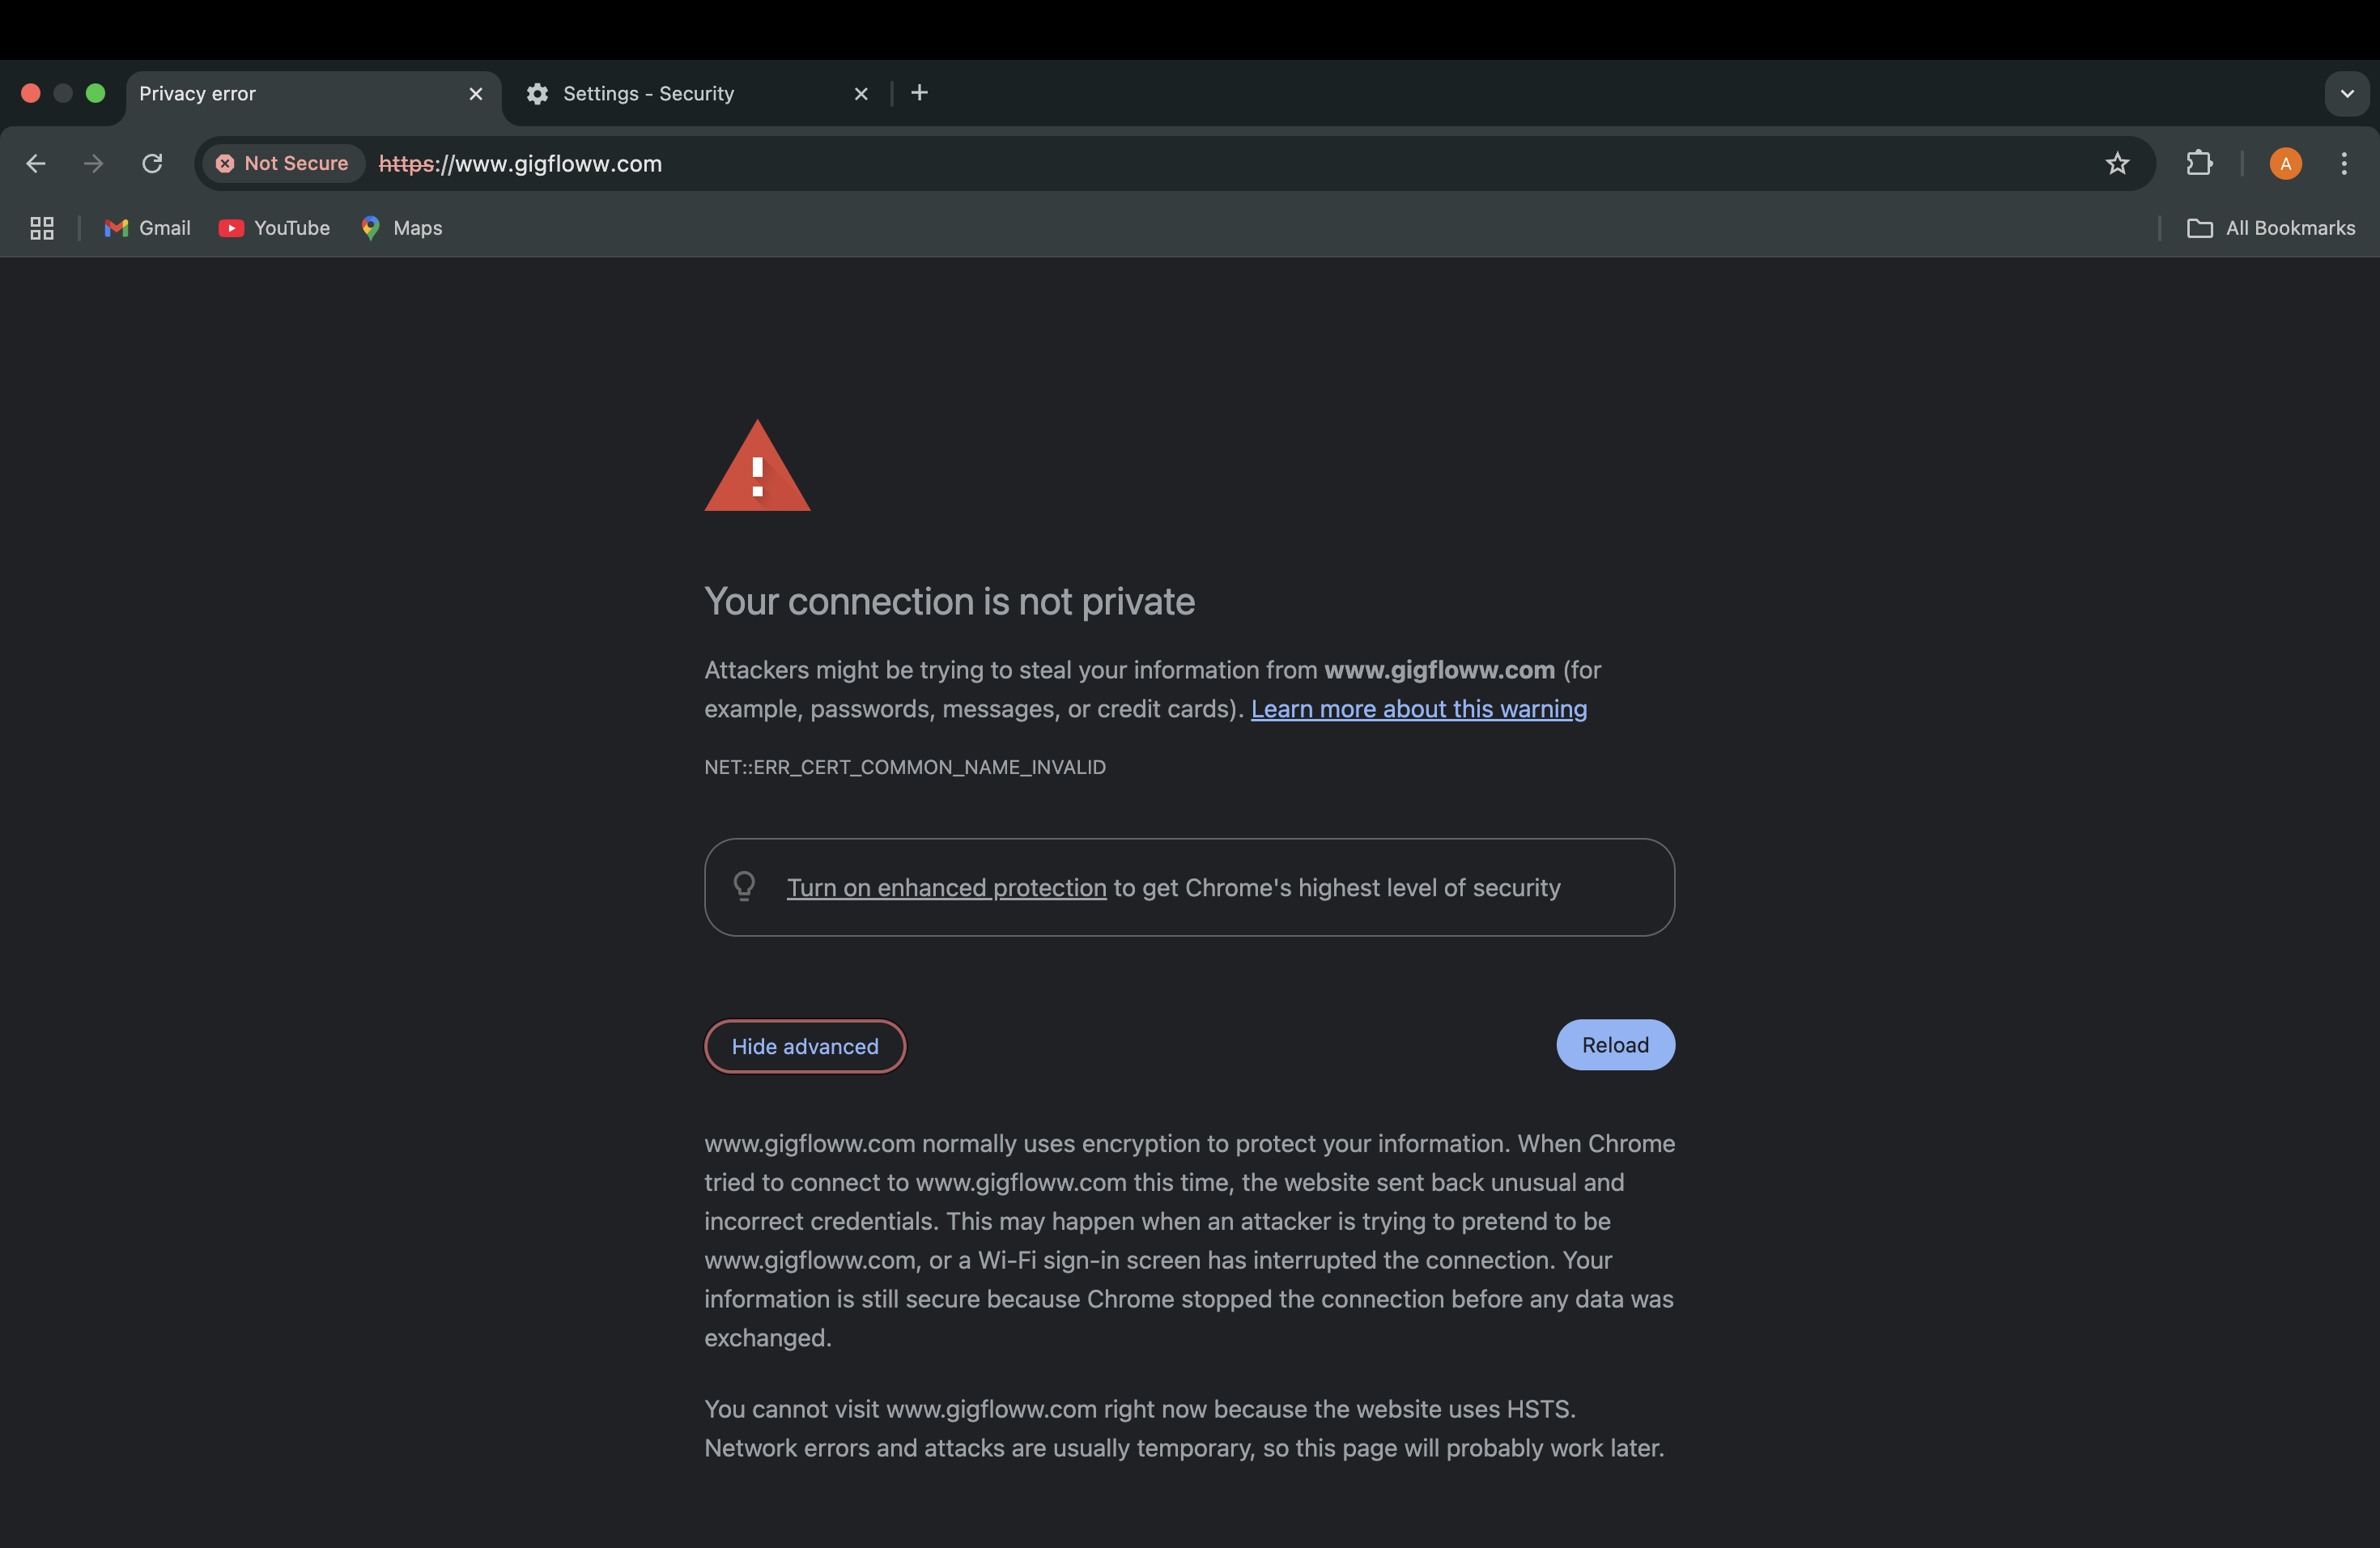 Privacy error
Settings - Security
Not Secure
https://www.gigfloww.com
A
Gmail
YouTube
Maps
All Bookmarks
Your connection is not private
Attackers might be trying to steal your information from www.gigfloww.com (for
example, passwords, messages, or credit cards). Learn more about this warning
NET::ERR_CERT_COMMON_NAME_INVALID
Turn on enhanced protection to get Chrome's highest level of security
Hide advanced
Reload
www.gigfloww.com normally uses encryption to protect your information. When Chrome
tried to connect to www.gigfloww.com this time, the website sent back unusual and
incorrect credentials. This may happen when an attacker is trying to pretend to be
www.gigfloww.com, or a Wi-Fi sign-in screen has interrupted the connection. Your
information is still secure because Chrome stopped the connection before any data was
exchanged.
You cannot visit www.gigfloww.com right now because the website uses HSTS.
Network errors and attacks are usually temporary, so this page will probably work later.